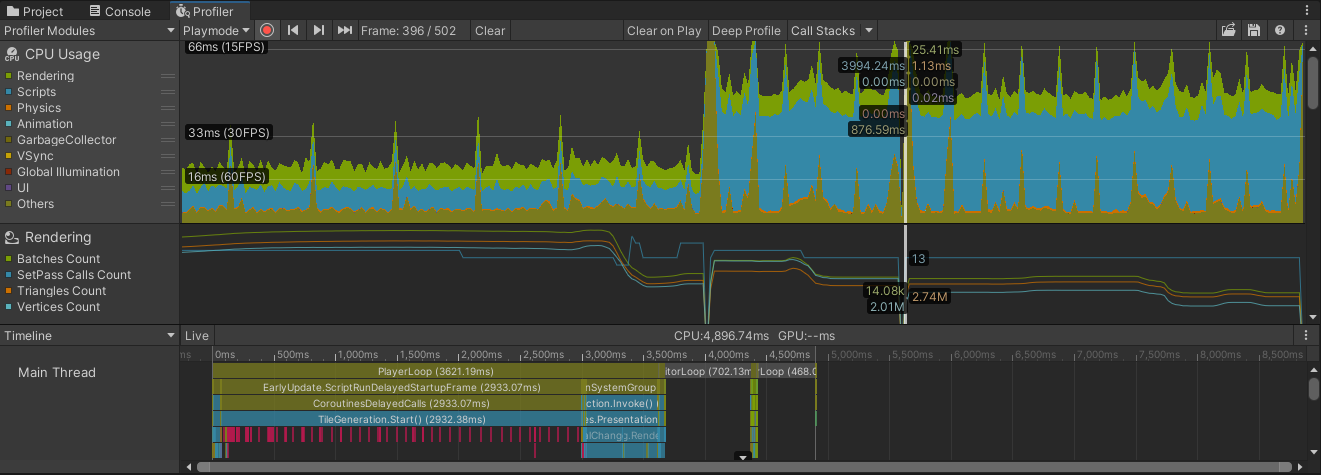 Project Console Profiler
Profiler Modules Playmode Frame: 396 / 502 Clear Clear on Play Deep Profile Call Stacks
CPU Usage
CPU
Rendering
Scripts
Physics
Animation
GarbageCollector
VSync
Global Illumination
UI
Others
66ms (15FPS)
33ms (30FPS)
16ms (60FPS)
25.41ms
3994.24ms 1.13ms
0.00ms 0.00ms
0.02ms
0.00ms
876.59ms
Rendering
Batches Count
SetPass Calls Count
Triangles Count
Vertices Count
13
14.08k
2.74M
2.01M
Timeline Live CPU:4,896.74ms GPU:--ms
ms 0ms 500ms 1,000ms 1,500ms 2,000ms 2,500ms 3,000ms 3,500ms 4,000ms 4,500ms 5,000ms 5,500ms 6,000ms 6,500ms 7,000ms 7,500ms 8,000ms 8,500ms
Main Thread
PlayerLoop (3621.19ms) itorLoop (702.13m rLoop (468.0
EarlyUpdate.ScriptRunDelayedStartupFrame (2933.07ms) nSystemGroup
CoroutinesDelayedCalls (2933.07ms) ction.Invoke() (
TileGeneration.Start() (2932.38ms) es.Presentation